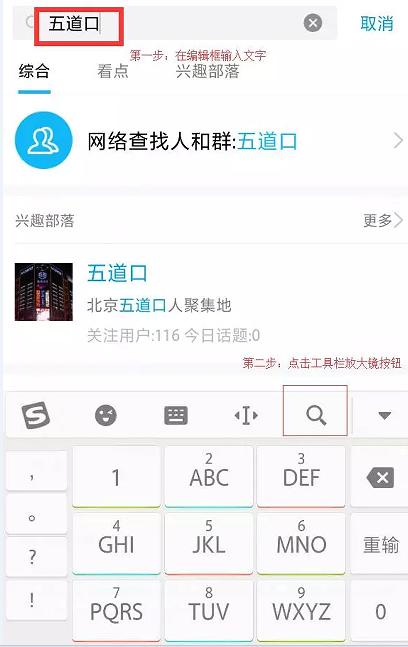 五道口
取消
第一步：在编辑框输入文字
综合 看点 兴趣部落
网络查找人和群:五道口
兴趣部落 更多
五道口
北京五道口人聚集地
关注用户:116 今日话题:0
第二步：点击工具栏放大镜按钮
S
， 1 2 ABC 3 DEF
。 4 GHI 5 JKL 6 MNO 重输
?
! 7 PQRS 8 TUV 9 WXYZ 0